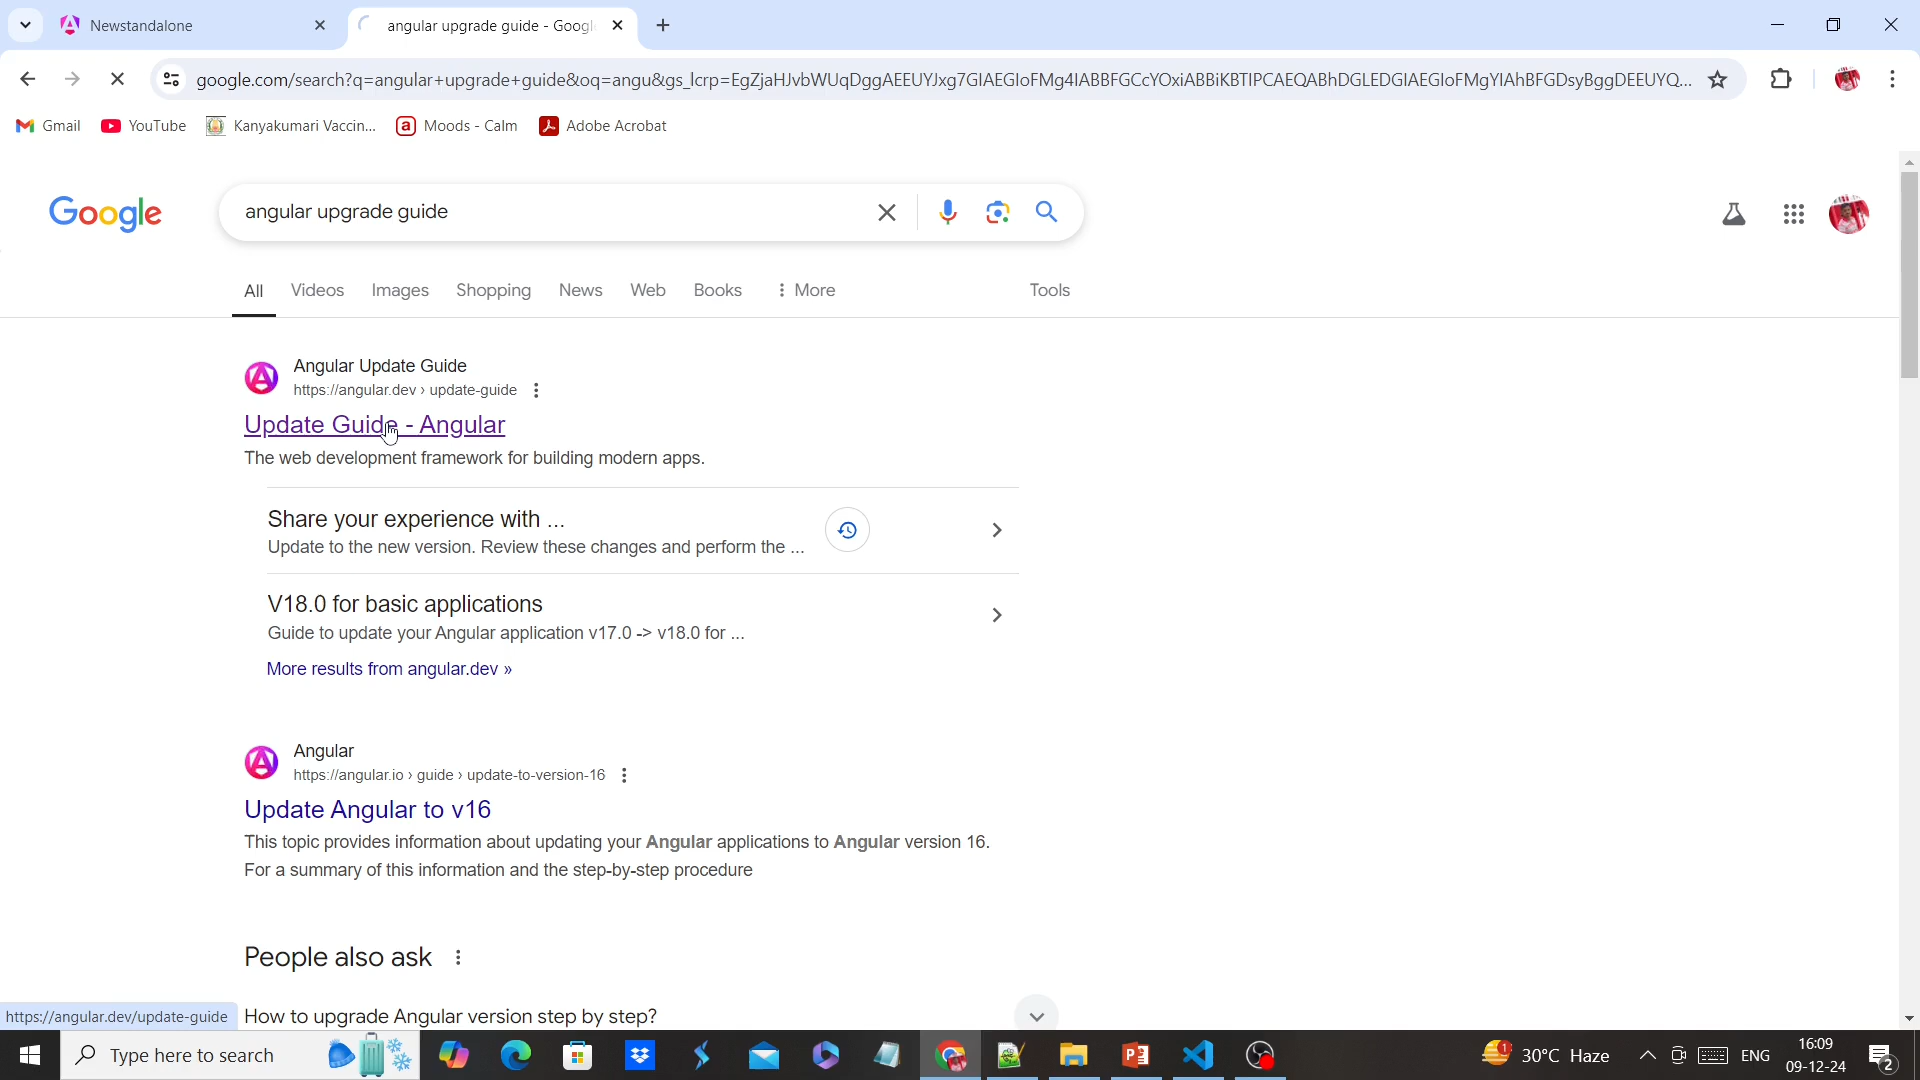 Newstandalone
angular upgrade guide - Googl
google.com/search?q=angular+upgrade+guide&oq=angu&gs_lcrp=EgZjaHJvbWUqDggAEEUYJxg7GIAEGIoFMg4IABBFGCcYOxiABBiKBTIPCAEQABhDGLEDGIAEGIoFMgYIAhBFGDsyBggDEEUYQ...
Gmail
YouTube
Kanyakumari Vaccin...
Moods - Calm
Adobe Acrobat
Google
angular upgrade guide
All
Videos
Images
Shopping
News
Web
Books
More
Tools
Angular Update Guide
https://angular.dev › update-guide
Update Guide - Angular
The web development framework for building modern apps.
Share your experience with ...
Update to the new version. Review these changes and perform the ...
V18.0 for basic applications
Guide to update your Angular application v17.0 -> v18.0 for ...
More results from angular.dev »
Angular
https://angular.io › guide › update-to-version-16
Update Angular to v16
This topic provides information about updating your Angular applications to Angular version 16.
For a summary of this information and the step-by-step procedure
People also ask
How to upgrade Angular version step by step?
https://angular.dev/update-guide
Type here to search
1
30°C Haze
ENG
16:09
09-12-24
2